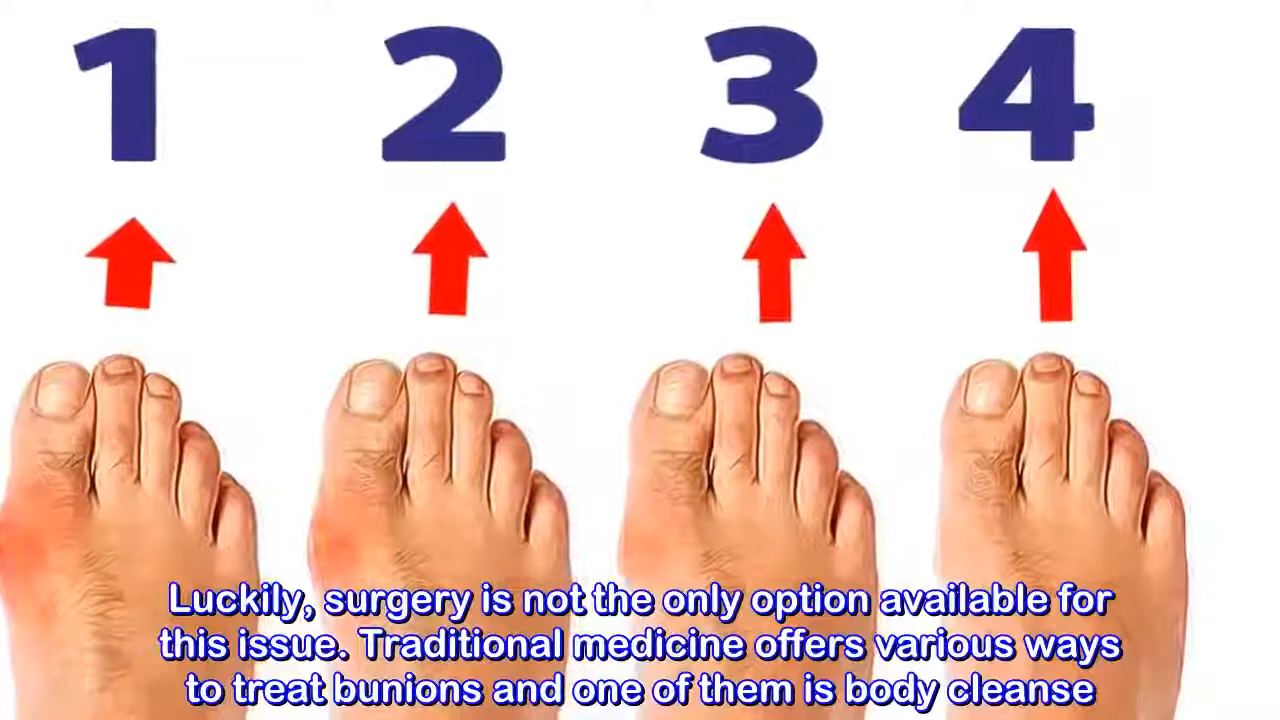 1 2 3 4
Luckily, surgery is not the only option available for
this issue. Traditional medicine offers various ways
to treat bunions and one of them is body cleanse